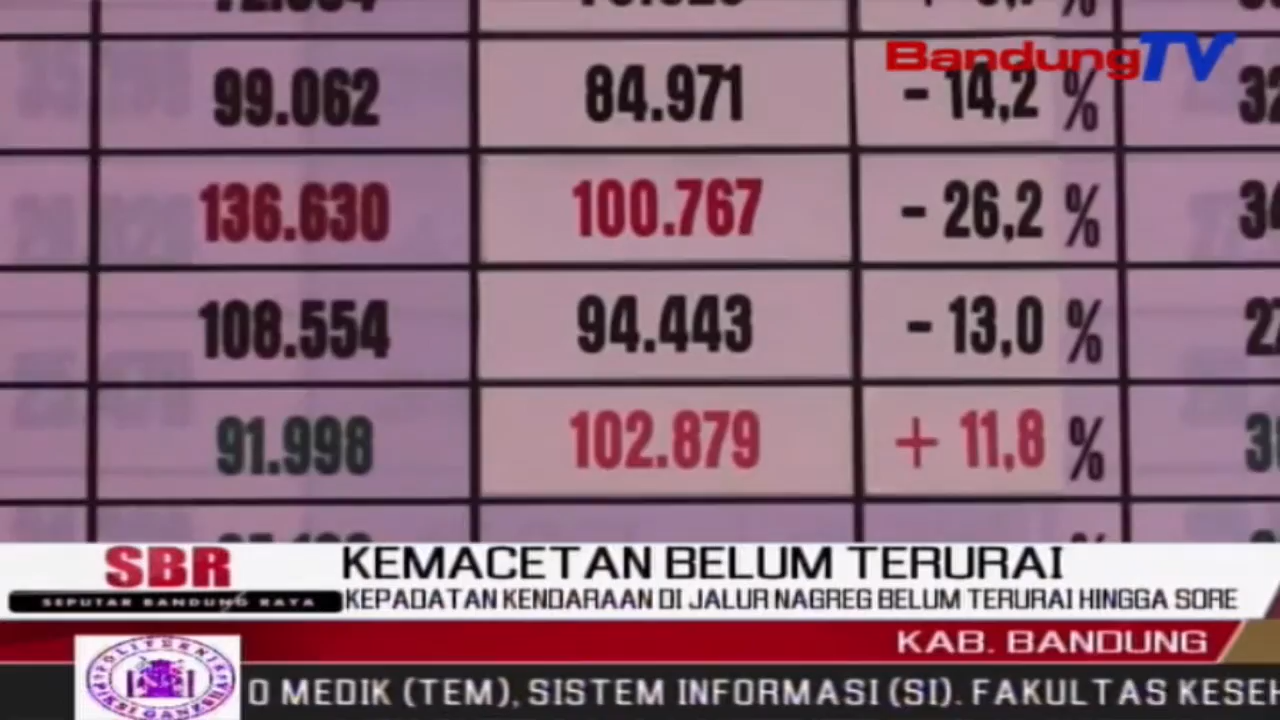 BandungTV
99.062 84.971 - 14,2 %
136.630 100.767 - 26,2 %
108.554 94.443 - 13,0 %
91.998 102.879 + 11,8 %
SBR
SEPUTAR BANDUNG RAYA
KEMACETAN BELUM TERURAI
KEPADATAN KENDARAAN DI JALUR NAGREG BELUM TERURAI HINGGA SORE
KAB. BANDUNG
O MEDIK (TEM), SISTEM INFORMASI (SI). FAKULTAS KESEH